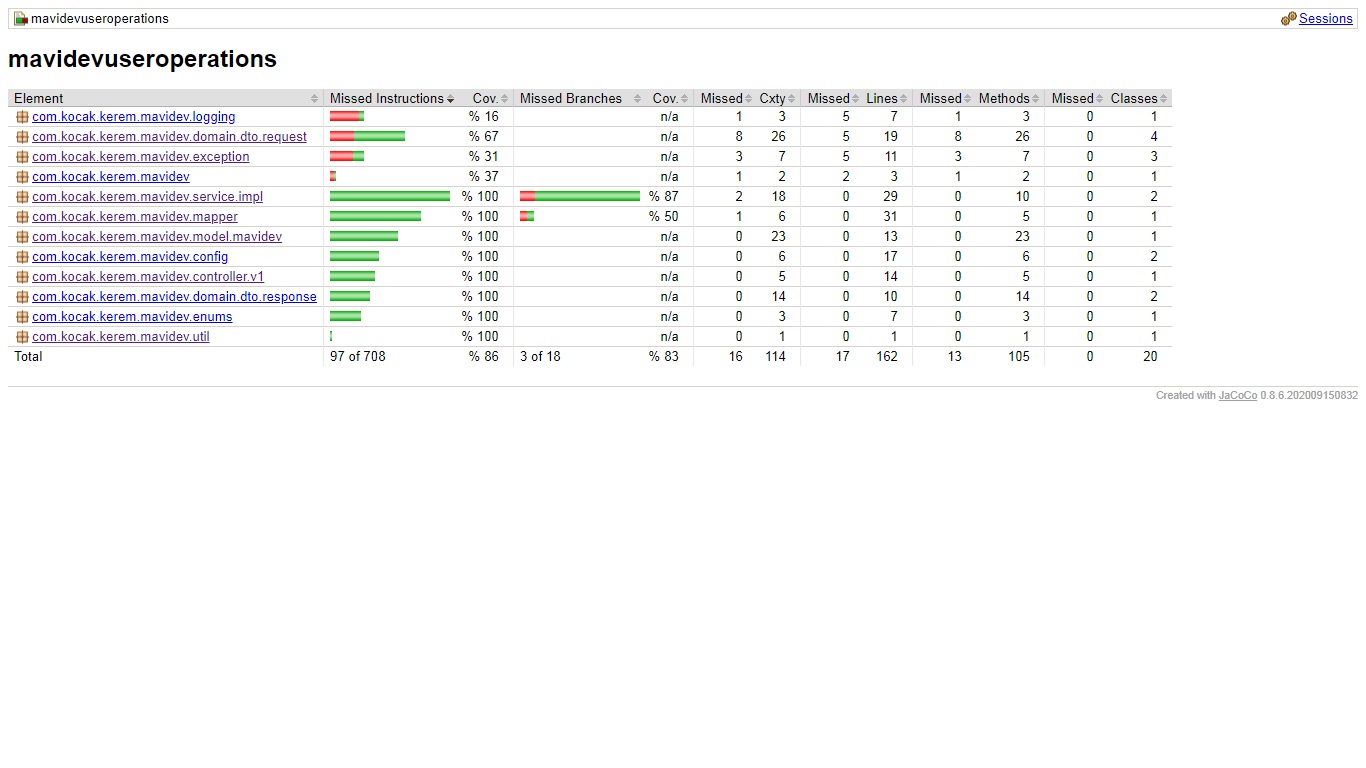 mavidevuseroperations Sessions
mavidevuseroperations
Element Missed Instructions Cov. Missed Branches Cov. Missed Cxty Missed Lines Missed Methods Missed Classes
com.kocak.kerem.mavidev.logging % 16 n/a 1 3 5 7 1 3 0 1
com.kocak.kerem.mavidev.domain.dto.request % 67 n/a 8 26 5 19 8 26 0 4
com.kocak.kerem.mavidev.exception % 31 n/a 3 7 5 11 3 7 0 3
com.kocak.kerem.mavidev % 37 n/a 1 2 2 3 1 2 0 1
com.kocak.kerem.mavidev.service.impl % 100 % 87 2 18 0 29 0 10 0 2
com.kocak.kerem.mavidev.mapper % 100 % 50 1 6 0 31 0 5 0 1
com.kocak.kerem.mavidev.model.mavidev % 100 n/a 0 23 0 13 0 23 0 1
com.kocak.kerem.mavidev.config % 100 n/a 0 6 0 17 0 6 0 2
com.kocak.kerem.mavidev.controller.v1 % 100 n/a 0 5 0 14 0 5 0 1
com.kocak.kerem.mavidev.domain.dto.response % 100 n/a 0 14 0 10 0 14 0 2
com.kocak.kerem.mavidev.enums % 100 n/a 0 3 0 7 0 3 0 1
com.kocak.kerem.mavidev.util % 100 n/a 0 1 0 1 0 1 0 1
Total 97 of 708 % 86 3 of 18 % 83 16 114 17 162 13 105 0 20
Created with JaCoCo 0.8.6.202009150832